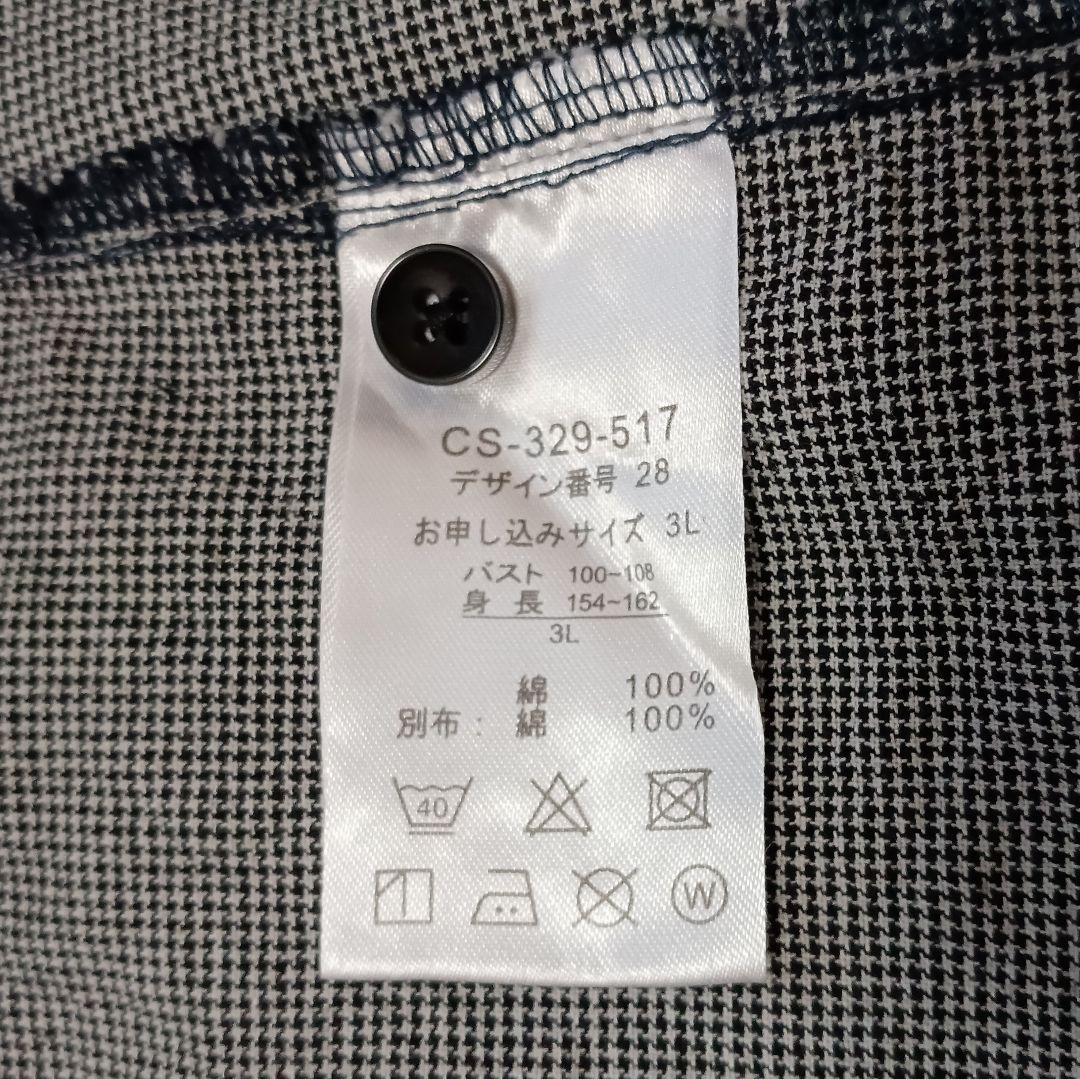 CS-329-517
デザイン番号 28
お申し込みサイズ 3L
バスト 100~108
身 長 154~162
3L
綿 100%
別布: 綿 100%
40
W